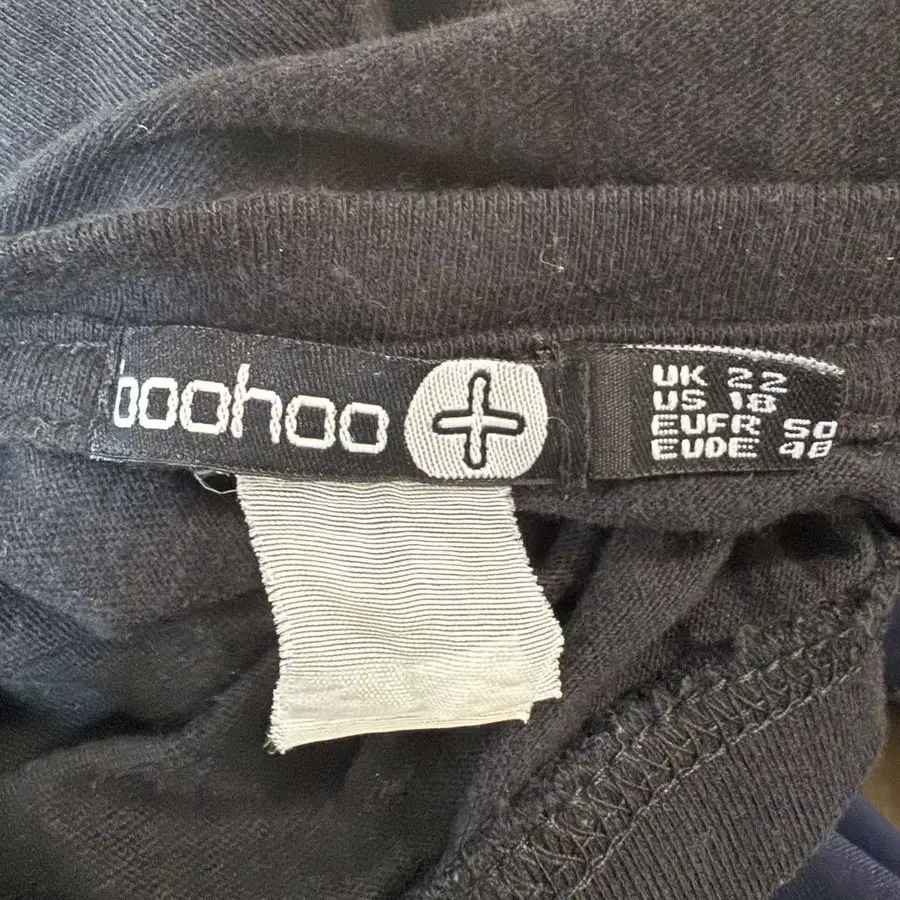 boohoo +
UK 22
US 18
EUFR 50
EUDE 48